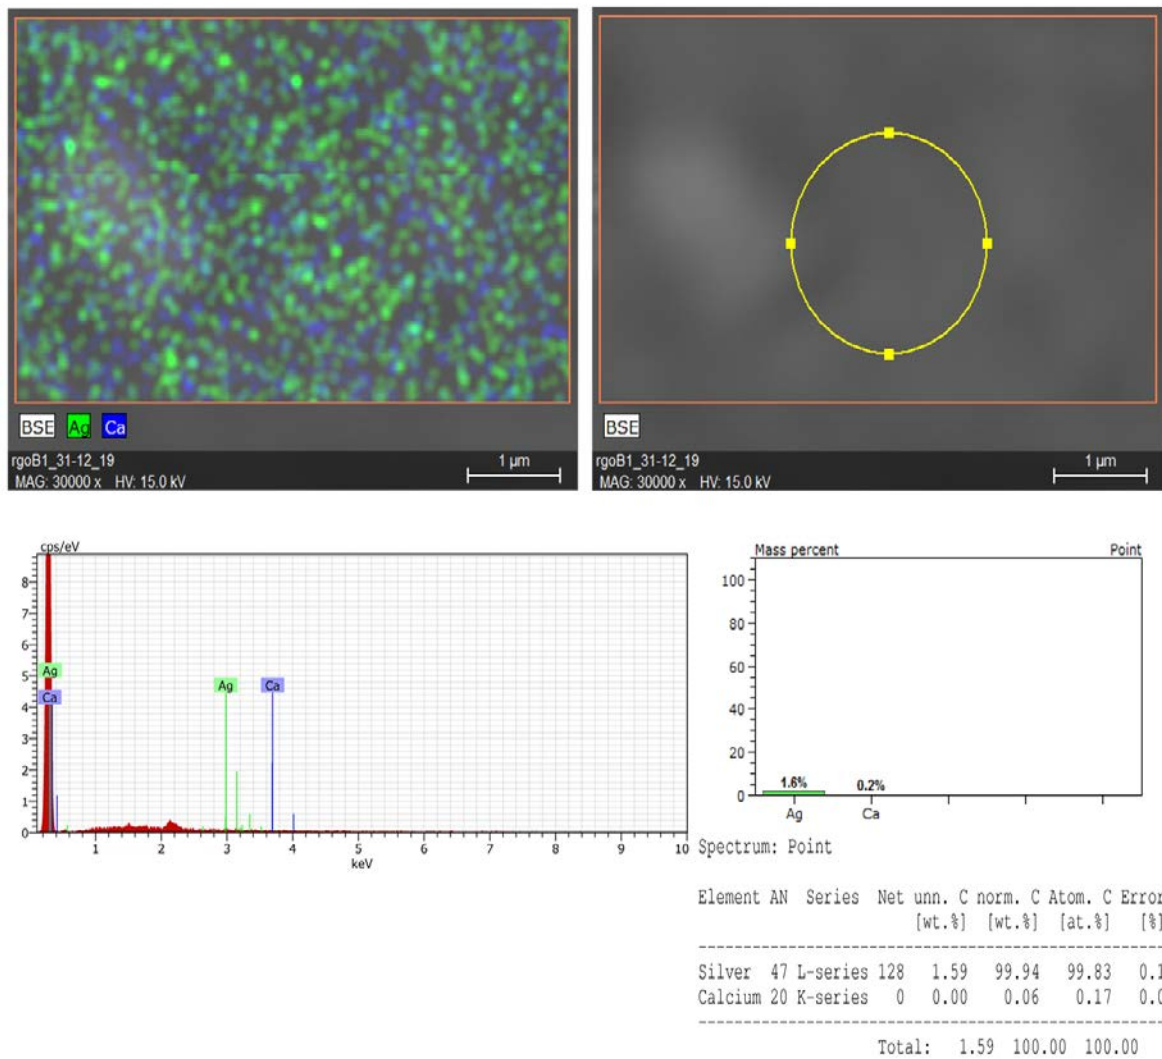 BSE Ag Ca
rgoB1_31-12_19
MAG: 30000 x HV: 15.0 kV
1 µm
BSE
rgoB1_31-12_19
MAG: 30000 x HV: 15.0 kV
1 µm
cps/eV
8
7
6
5
4
3
2
1
0
Ag
Ca
Ag
Ca
1 2 3 4 5 6 7 8 9 10
keV
Mass percent Point
100
80
60
40
20
0
1.6% 0.2%
Ag Ca
Spectrum: Point
Element AN Series Net unn. C norm. C Atom. C Error
[wt.%] [wt.%] [at.%] [%]
Silver 47 L-series 128 1.59 99.94 99.83 0.1
Calcium 20 K-series 0 0.00 0.06 0.17 0.0
Total: 1.59 100.00 100.00